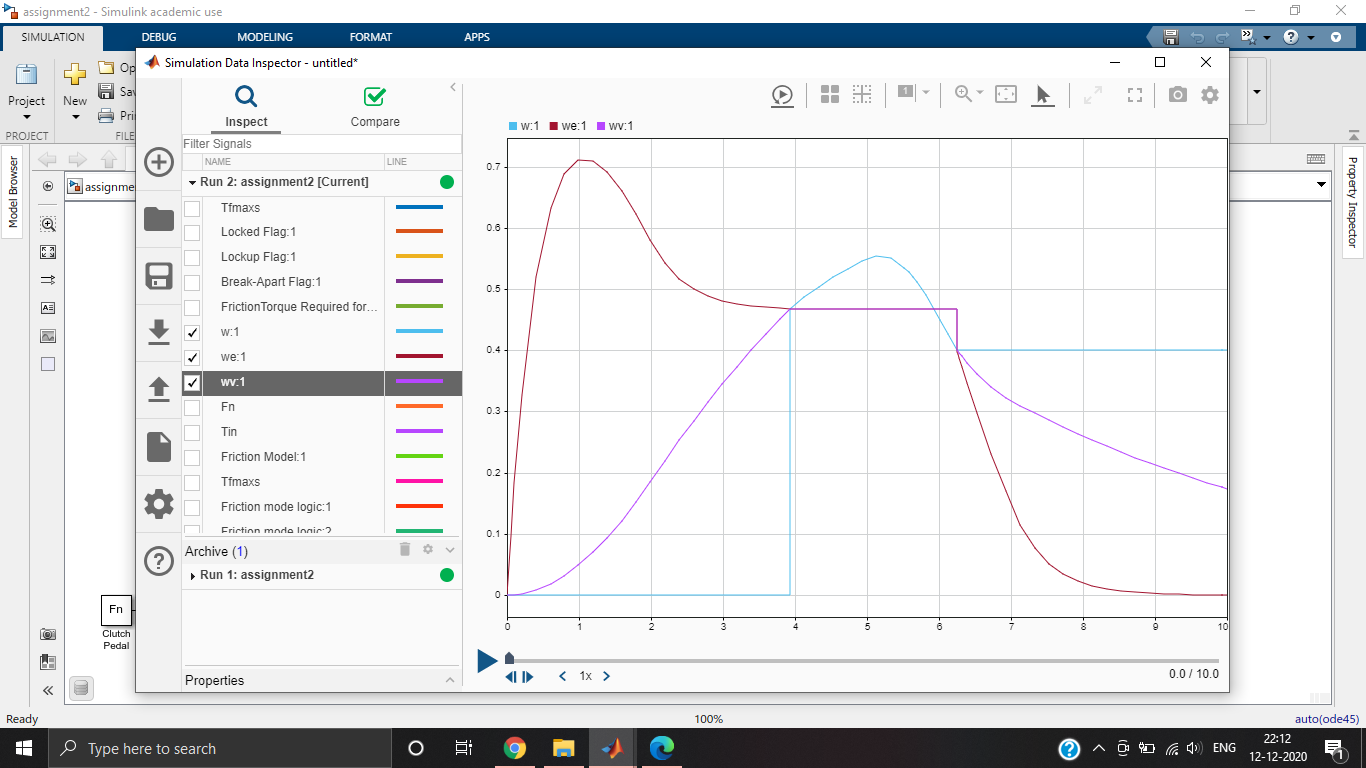 assignment2 - Simulink academic use
SIMULATION DEBUG MODELING FORMAT APPS
Simulation Data Inspector - untitled*
Project
New
Op
Sav
Prin
PROJECT
FILE
Model Browser
assignme
Property Inspector
Inspect
Compare
Filter Signals
NAME LINE
Run 2: assignment2 [Current]
Tfmaxs
Locked Flag:1
Lockup Flag:1
Break-Apart Flag:1
FrictionTorque Required for...
w:1
we:1
wv:1
Fn
Tin
Friction Model:1
Tfmaxs
Friction mode logic:1
Friction mode logic:2
Archive (1)
Run 1: assignment2
Properties
1
w:1 we:1 wv:1
0.7
0.6
0.5
0.4
0.3
0.2
0.1
0
0 1 2 3 4 5 6 7 8 9 10
1x
0.0 / 10.0
Fn
Clutch
Pedal
Ready 100% auto(ode45)
Type here to search
ENG
22:12
12-12-2020
1